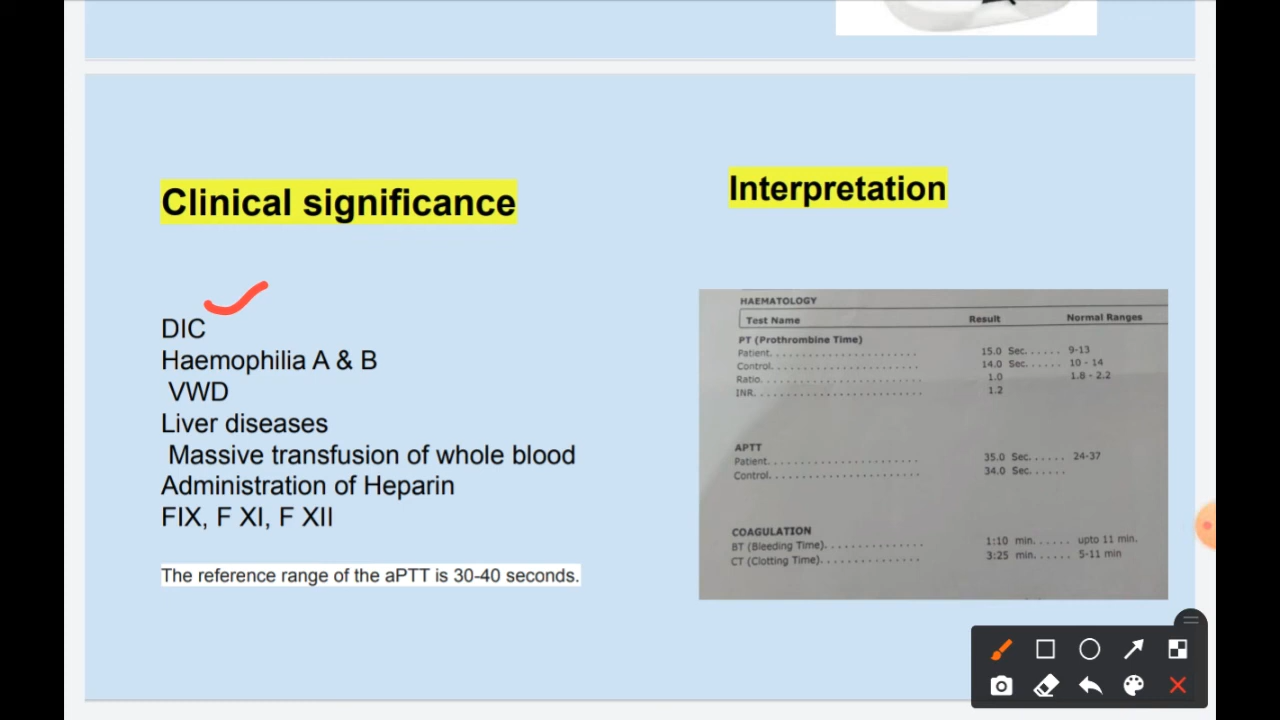 Clinical significance
DIC
Haemophilia A & B
VWD
Liver diseases
Massive transfusion of whole blood
Administration of Heparin
FIX, F XI, F XII
The reference range of the aPTT is 30-40 seconds.
Interpretation
HAEMATOLOGY
Test Name Result Normal Ranges
PT (Prothrombine Time)
Patient. . . . . . . . . . . . . . . . . . . . . . 15.0 Sec. . . . . . 9-13
Control. . . . . . . . . . . . . . . . . . . . . . 14.0 Sec. . . . . . 10 - 14
Ratio. . . . . . . . . . . . . . . . . . . . . . . 1.0 1.8 - 2.2
INR. . . . . . . . . . . . . . . . . . . . . . . . 1.2
APTT
Patient. . . . . . . . . . . . . . . . . . . . . . 35.0 Sec. . . . . . 24-37
Control. . . . . . . . . . . . . . . . . . . . . . 34.0 Sec. . . . . .
COAGULATION
BT (Bleeding Time). . . . . . . . . . . . . . 1:10 min. . . . . . upto 11 min.
CT (Clotting Time). . . . . . . . . . . . . . 3:25 min. . . . . . 5-11 min